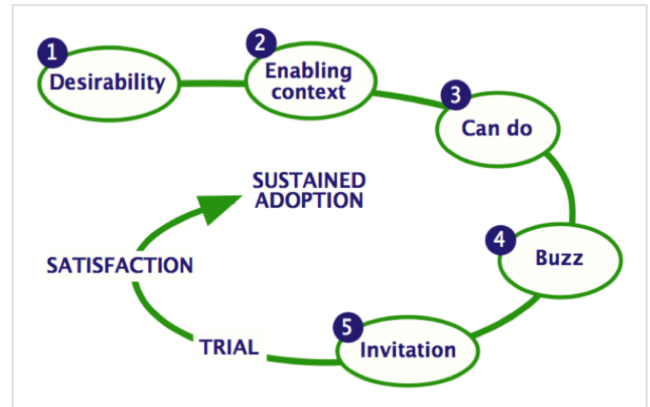 1
Desirability
2
Enabling
context
3
Can do
4
Buzz
5
Invitation
TRIAL
SATISFACTION
SUSTAINED
ADOPTION